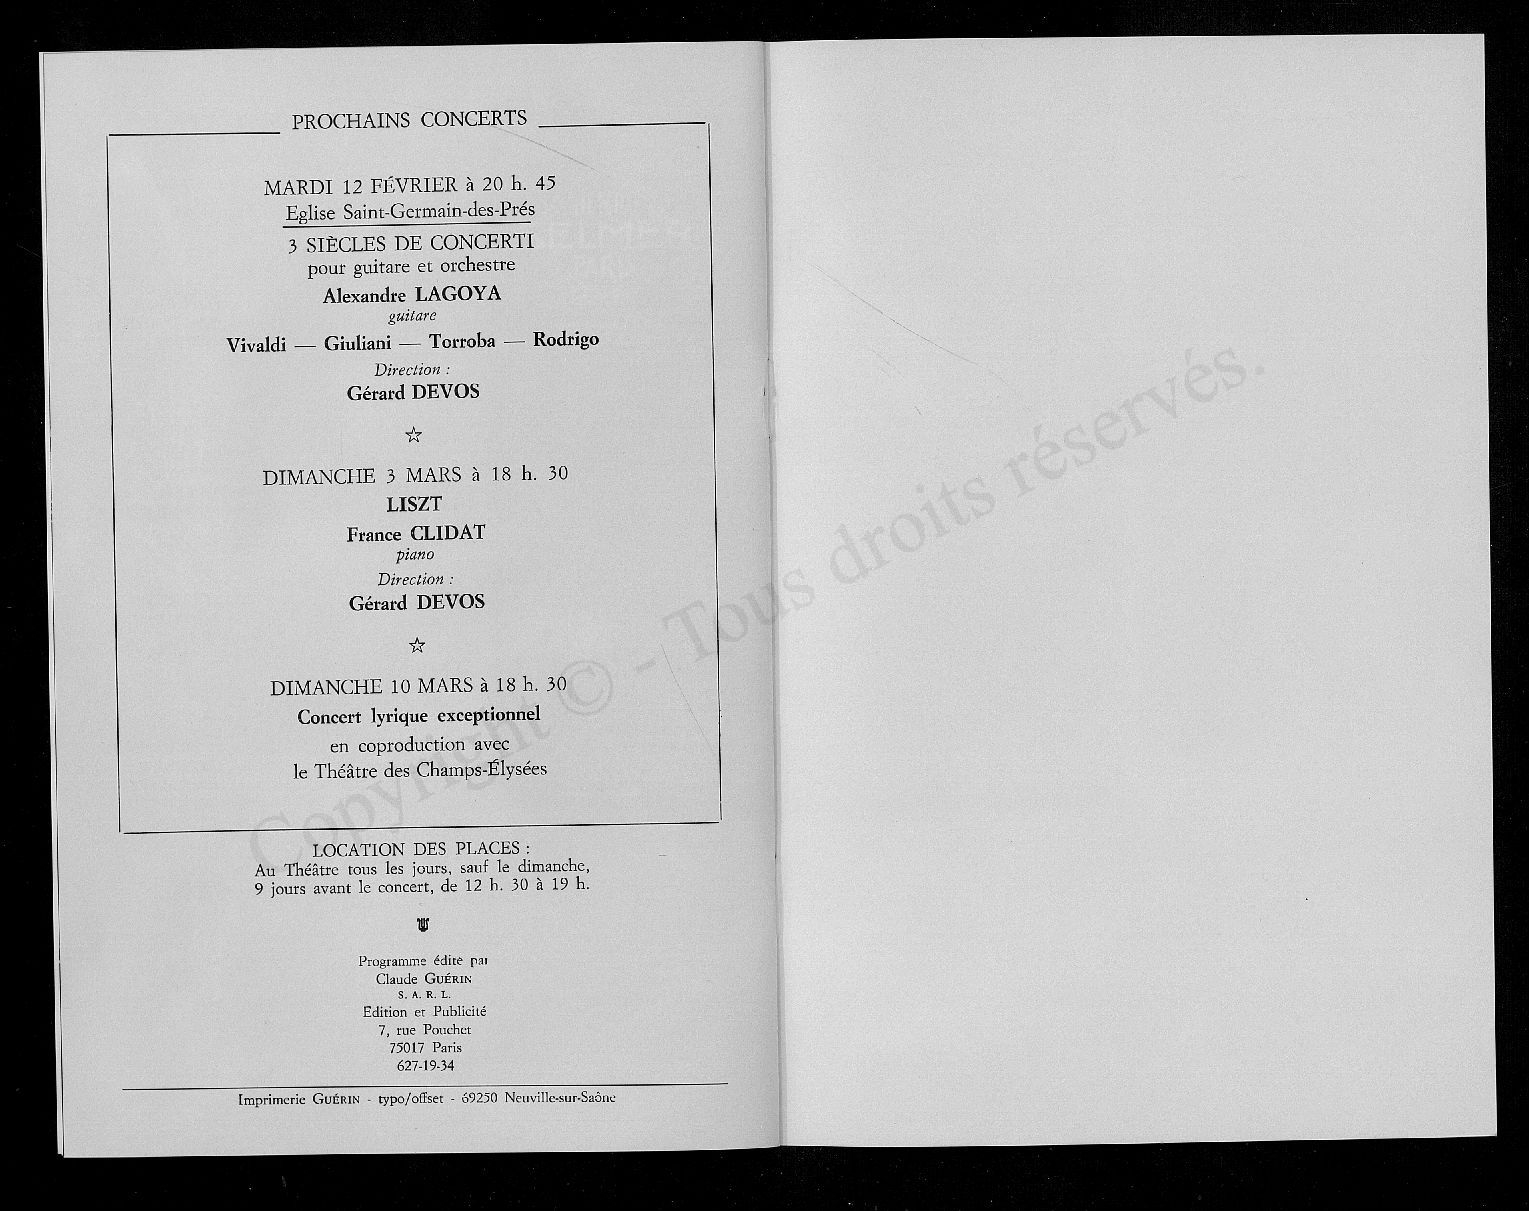 PROCHAINS CONCERTS
MARDI 12 FÉVRIER à 20 h. 45
Eglise Saint-Germain-des-Prés
3 SIÈCLES DE CONCERTI
pour guitare et orchestre
Alexandre LAGOYA
guitare
Vivaldi — Giuliani — Torroba — Rodrigo
Direction :
Gérard DEVOS
☆
DIMANCHE 3 MARS à 18 h. 30
LISZT
France CLIDAT
piano
Direction :
Gérard DEVOS
☆
DIMANCHE 10 MARS à 18 h. 30
Concert lyrique exceptionnel
en coproduction avec
le Théâtre des Champs-Élysées
LOCATION DES PLACES :
Au Théâtre tous les jours, sauf le dimanche,
9 jours avant le concert, de 12 h. 30 à 19 h.
Programme édité par
Claude GUÉRIN
S. A. R. L.
Edition et Publicité
7, rue Pouchet
75017 Paris
627-19-34
Imprimerie GUÉRIN - typo/offset - 69250 Neuville-sur-Saône
Copyright © - Tous droits réservés.